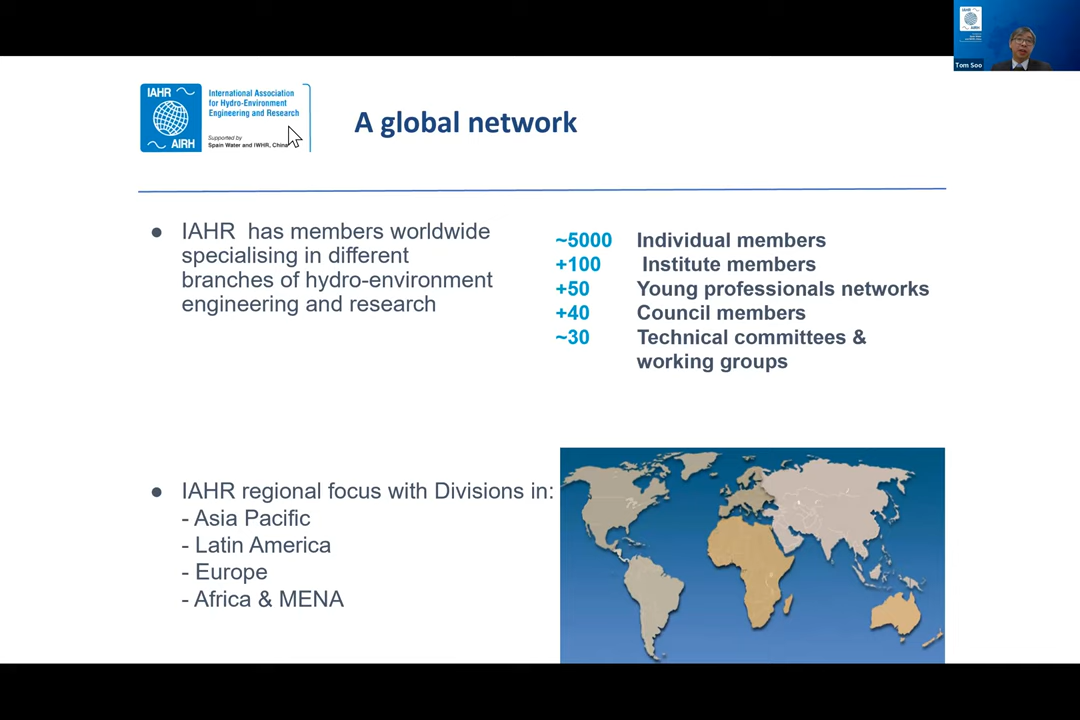 IAHR
AIRH
International Association
for Hydro-Environment
Engineering and Research
Supported by
Spain Water and IWHR, China
A global network
● IAHR  has members worldwide
specialising in different
branches of hydro-environment
engineering and research
~5000 Individual members
+100 Institute members
+50 Young professionals networks
+40 Council members
~30 Technical committees &
working groups
● IAHR regional focus with Divisions in:
- Asia Pacific
- Latin America
- Europe
- Africa & MENA
IAHR
AIRH
Tom Soo